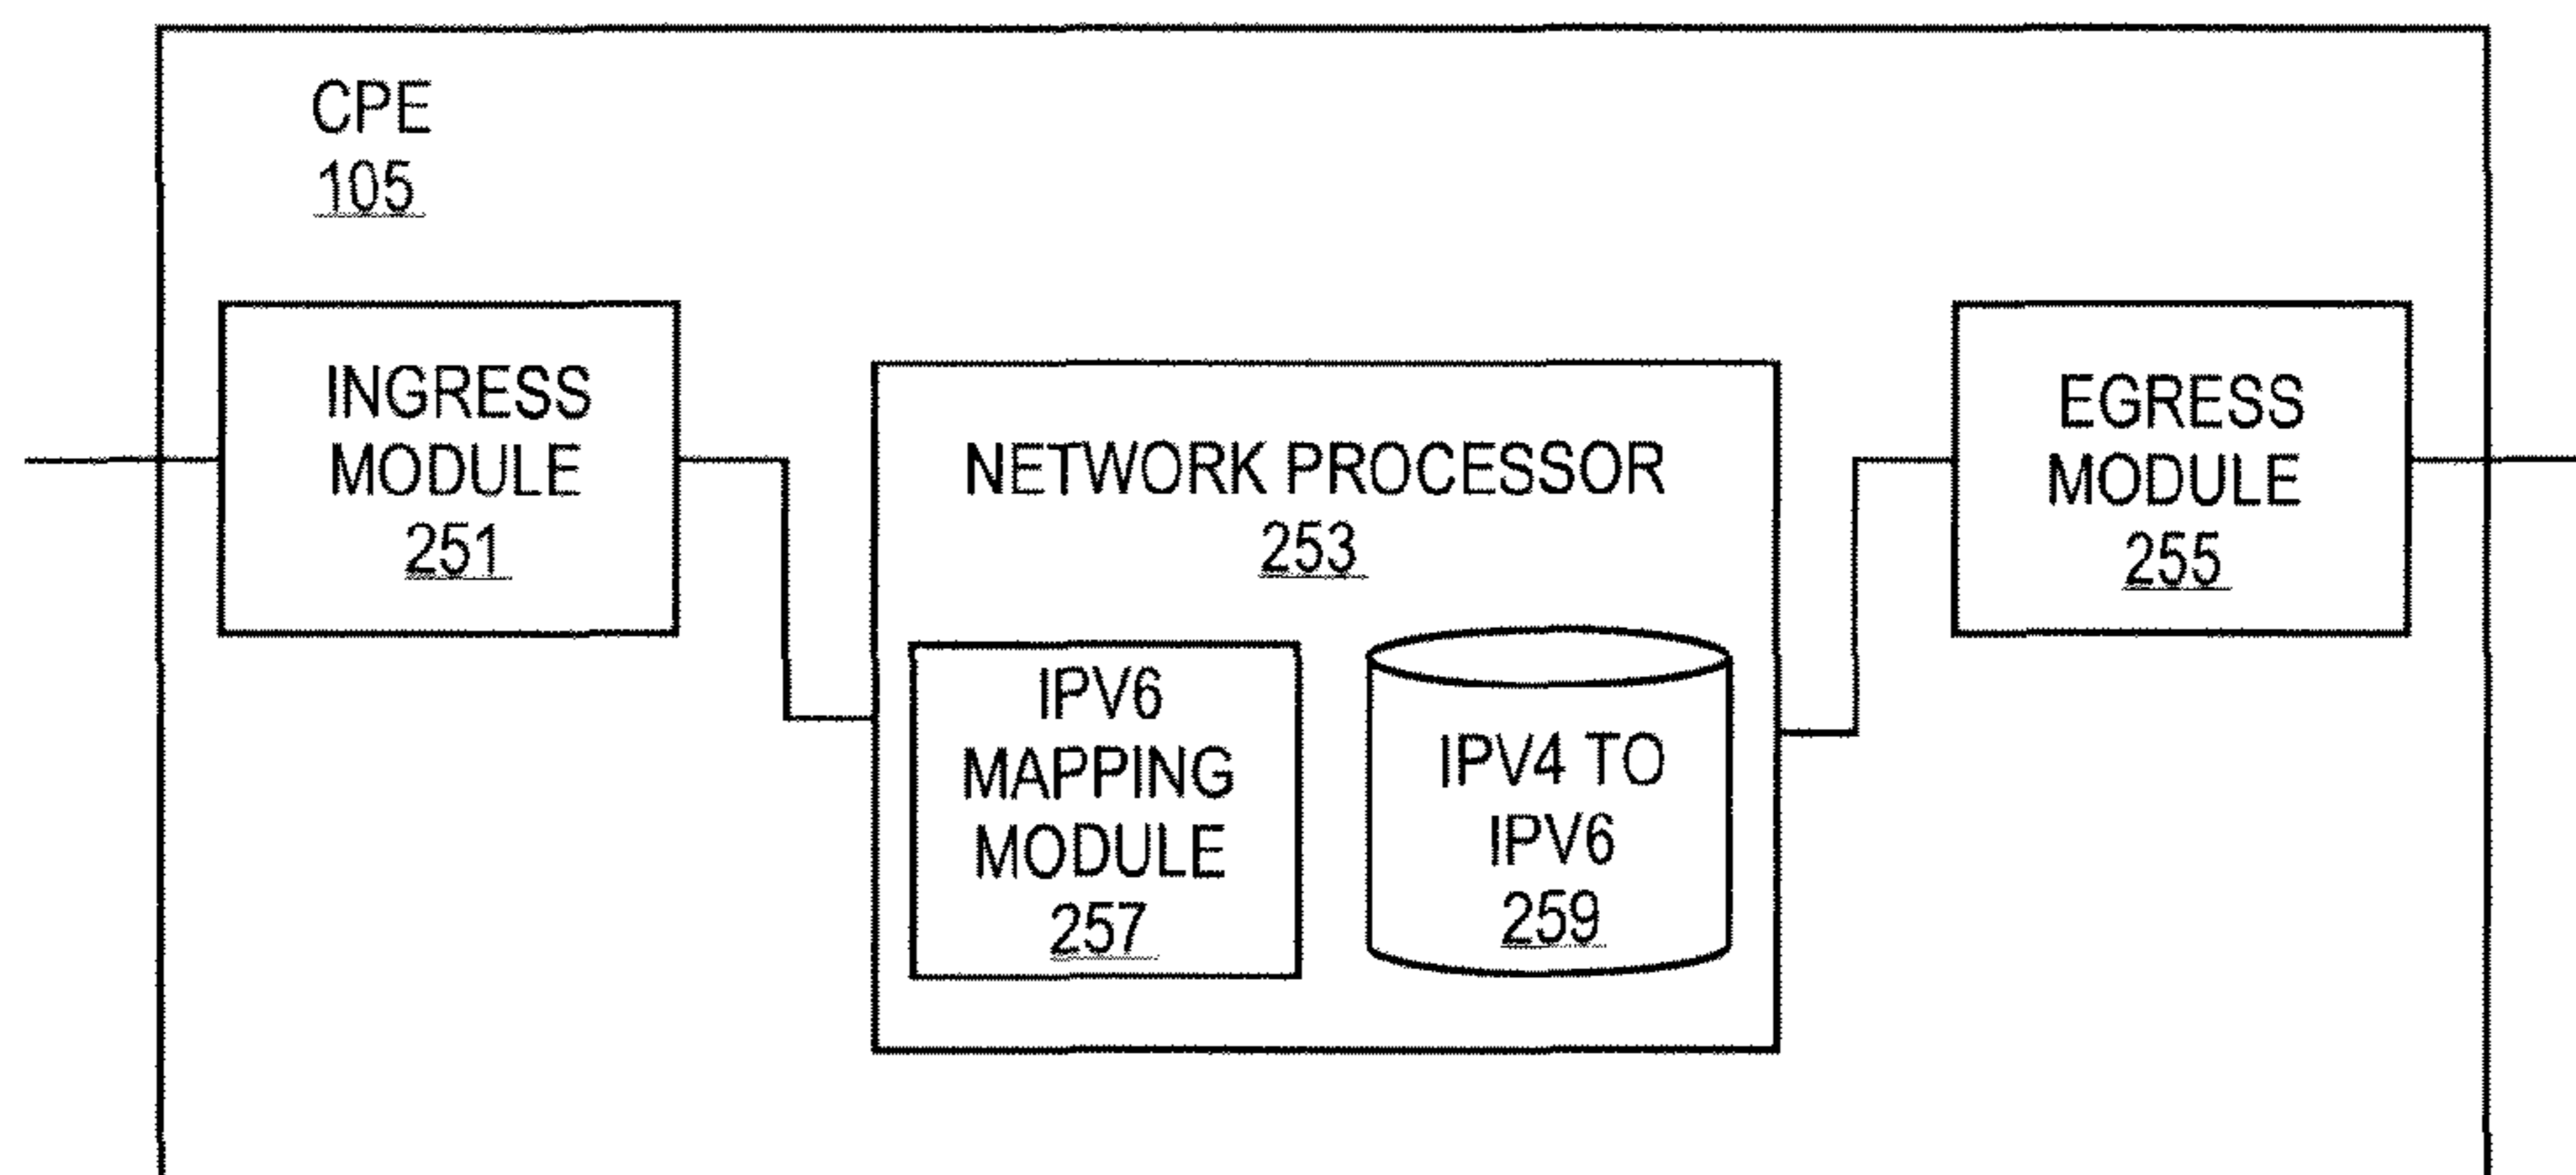 CPE
105
INGRESS
MODULE
251
NETWORK PROCESSOR
253
IPV6
MAPPING
MODULE
257
IPV4 TO
IPV6
259
EGRESS
MODULE
255